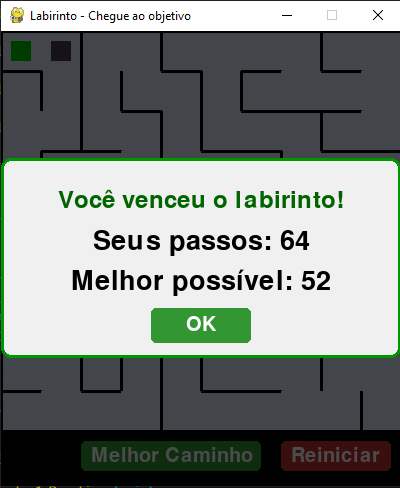 Labirinto - Chegue ao objetivo
Você venceu o labirinto!
Seus passos: 64
Melhor possível: 52
OK
Melhor Caminho
Reiniciar